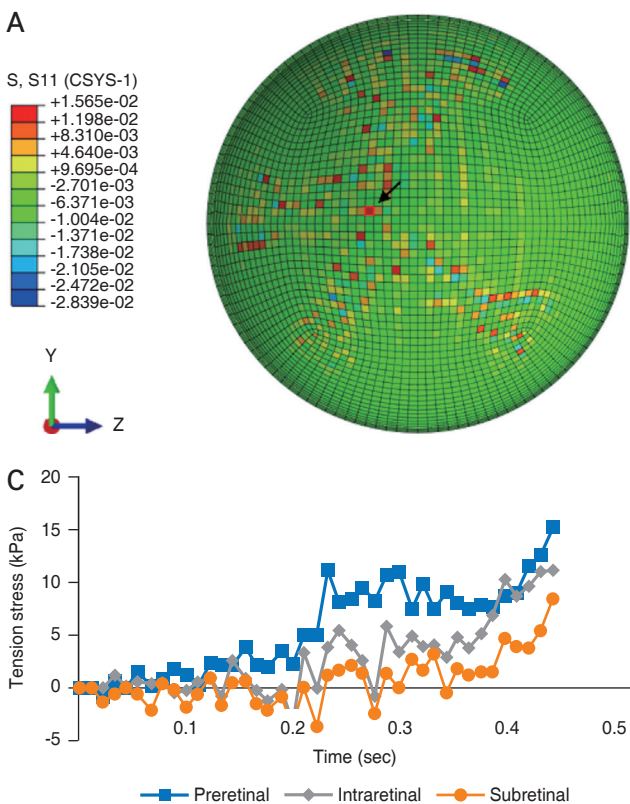 A
S, S11 (CSYS-1)
+1.565e-02
+1.198e-02
+8.310e-03
+4.640e-03
+9.695e-04
-2.701e-03
-6.371e-03
-1.004e-02
-1.371e-02
-1.738e-02
-2.105e-02
-2.472e-02
-2.839e-02
Y
Z
C
20
15
10
5
0
-5
Tension stress (kPa)
0.1 0.2 0.3 0.4 0.5
Time (sec)
Preretinal Intraretinal Subretinal